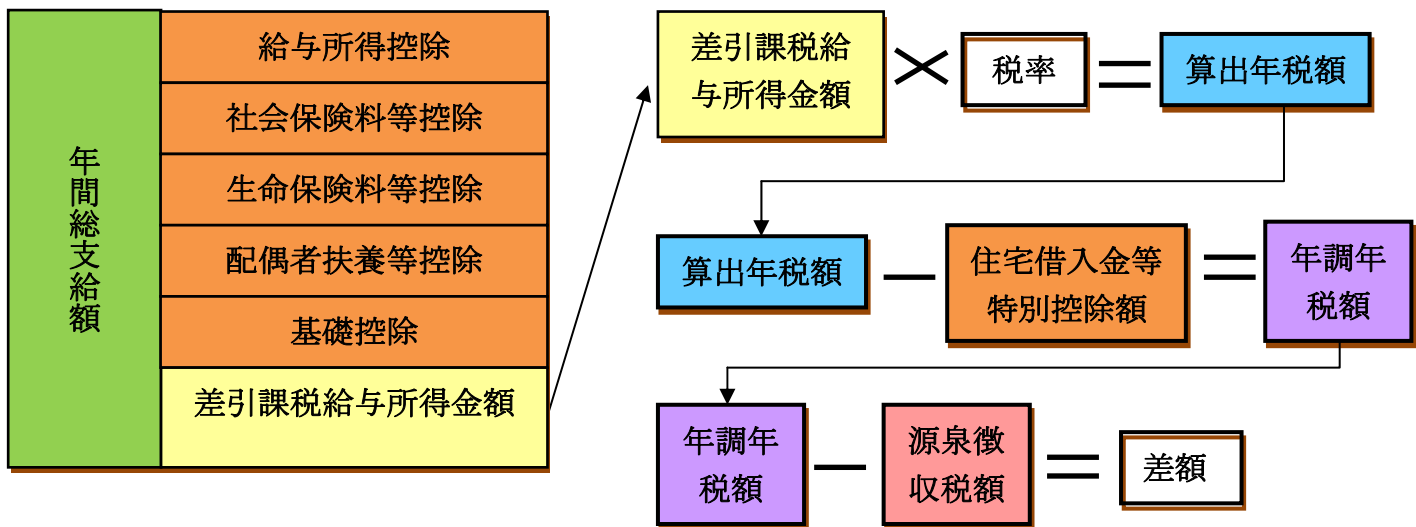 年間総支給額
給与所得控除
社会保険料等控除
生命保険料等控除
配偶者扶養等控除
基礎控除
差引課税給与所得金額
差引課税給
与所得金額
×
税率
=
算出年税額
算出年税額
-
住宅借入金等
特別控除額
=
年調年
税額
年調年
税額
-
源泉徴
収税額
=
差額